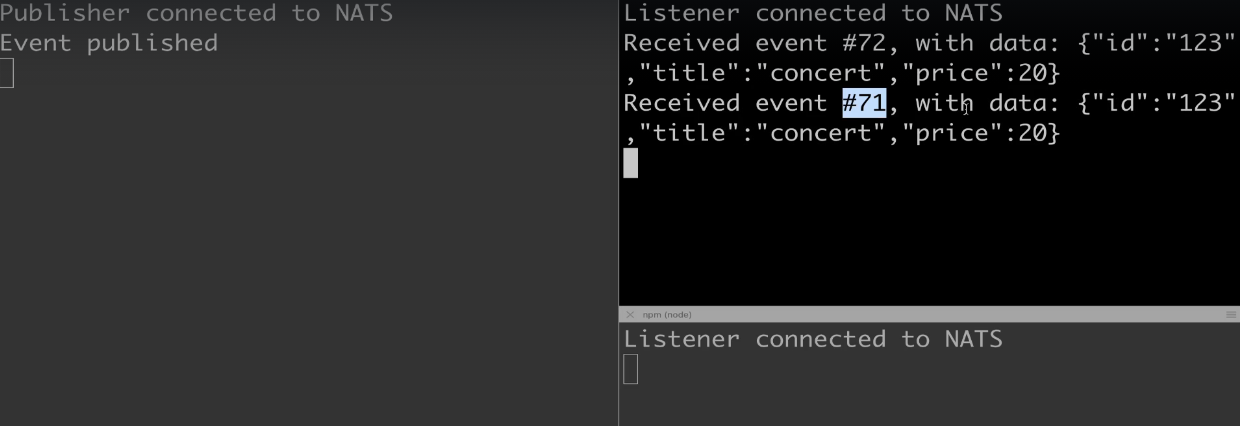 Publisher connected to NATS
Event published
Listener connected to NATS
Received event #72, with data: {"id":"123"
,"title":"concert","price":20}
Received event #71, with data: {"id":"123"
,"title":"concert","price":20}
npm (node)
Listener connected to NATS